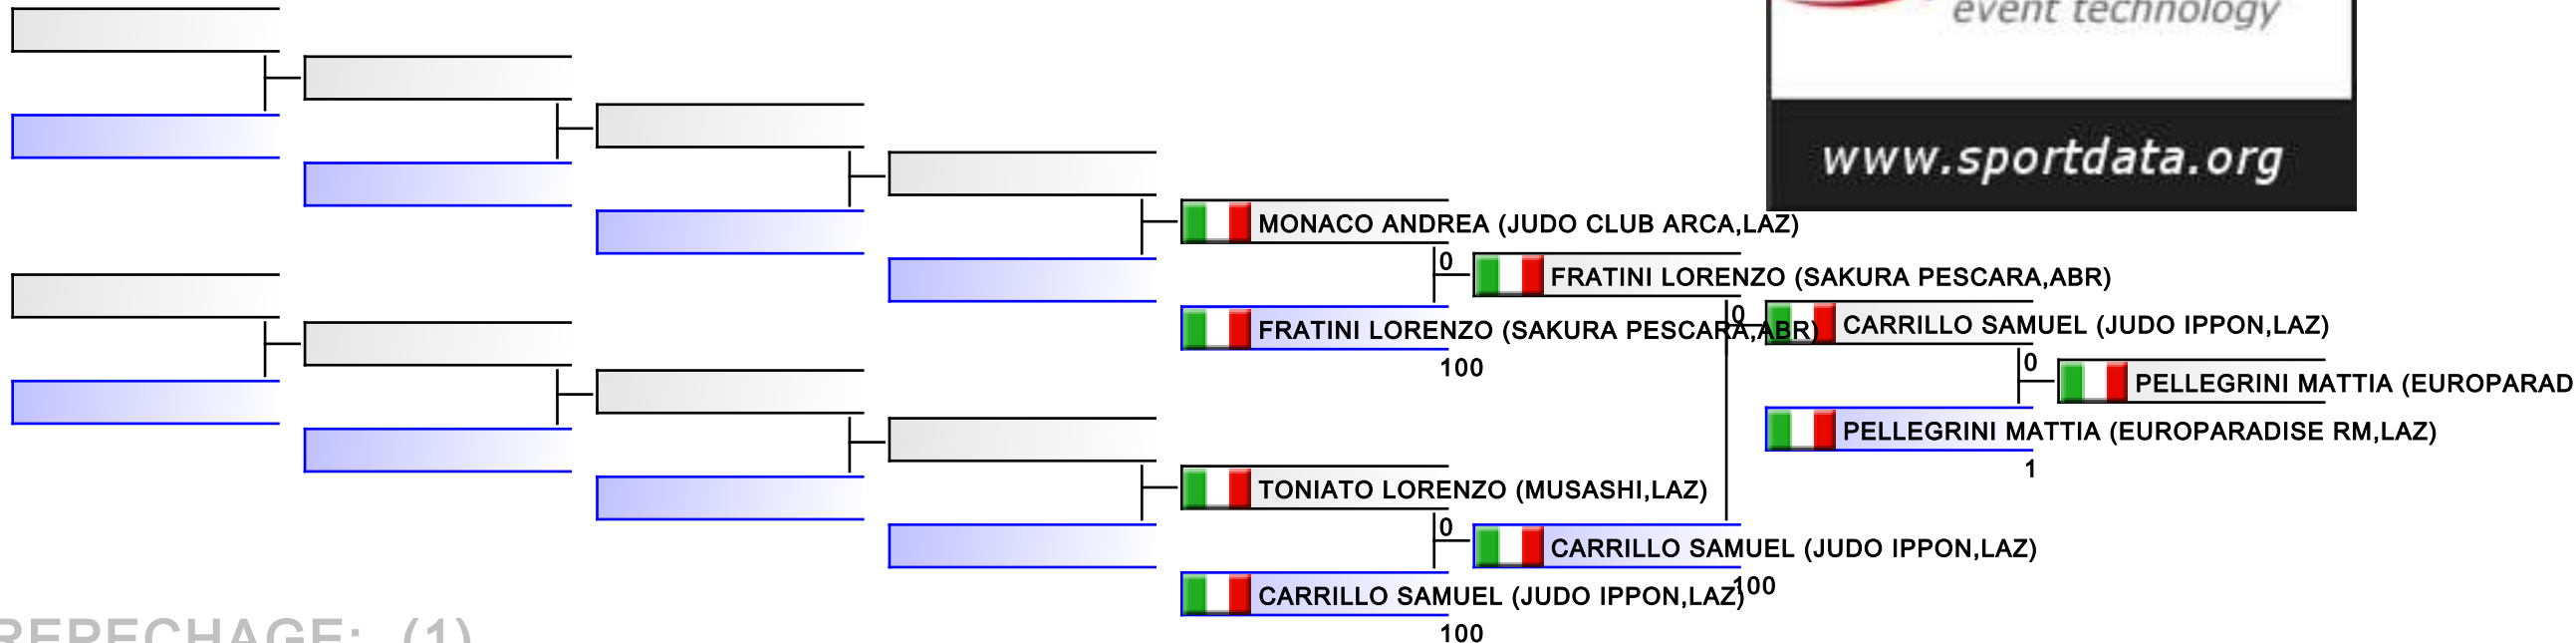 event technology
www.sportdata.org
MONACO ANDREA (JUDO CLUB ARCA,LAZ)
0
FRATINI LORENZO (SAKURA PESCARA,ABR)
0
FRATINI LORENZO (SAKURA PESCARA,ABR)
100
CARRILLO SAMUEL (JUDO IPPON,LAZ)
0
PELLEGRINI MATTIA (EUROPARAD
PELLEGRINI MATTIA (EUROPARADISE RM,LAZ)
1
TONIATO LORENZO (MUSASHI,LAZ)
0
CARRILLO SAMUEL (JUDO IPPON,LAZ)
100
CARRILLO SAMUEL (JUDO IPPON,LAZ)
100
REPECHAGE: (1)